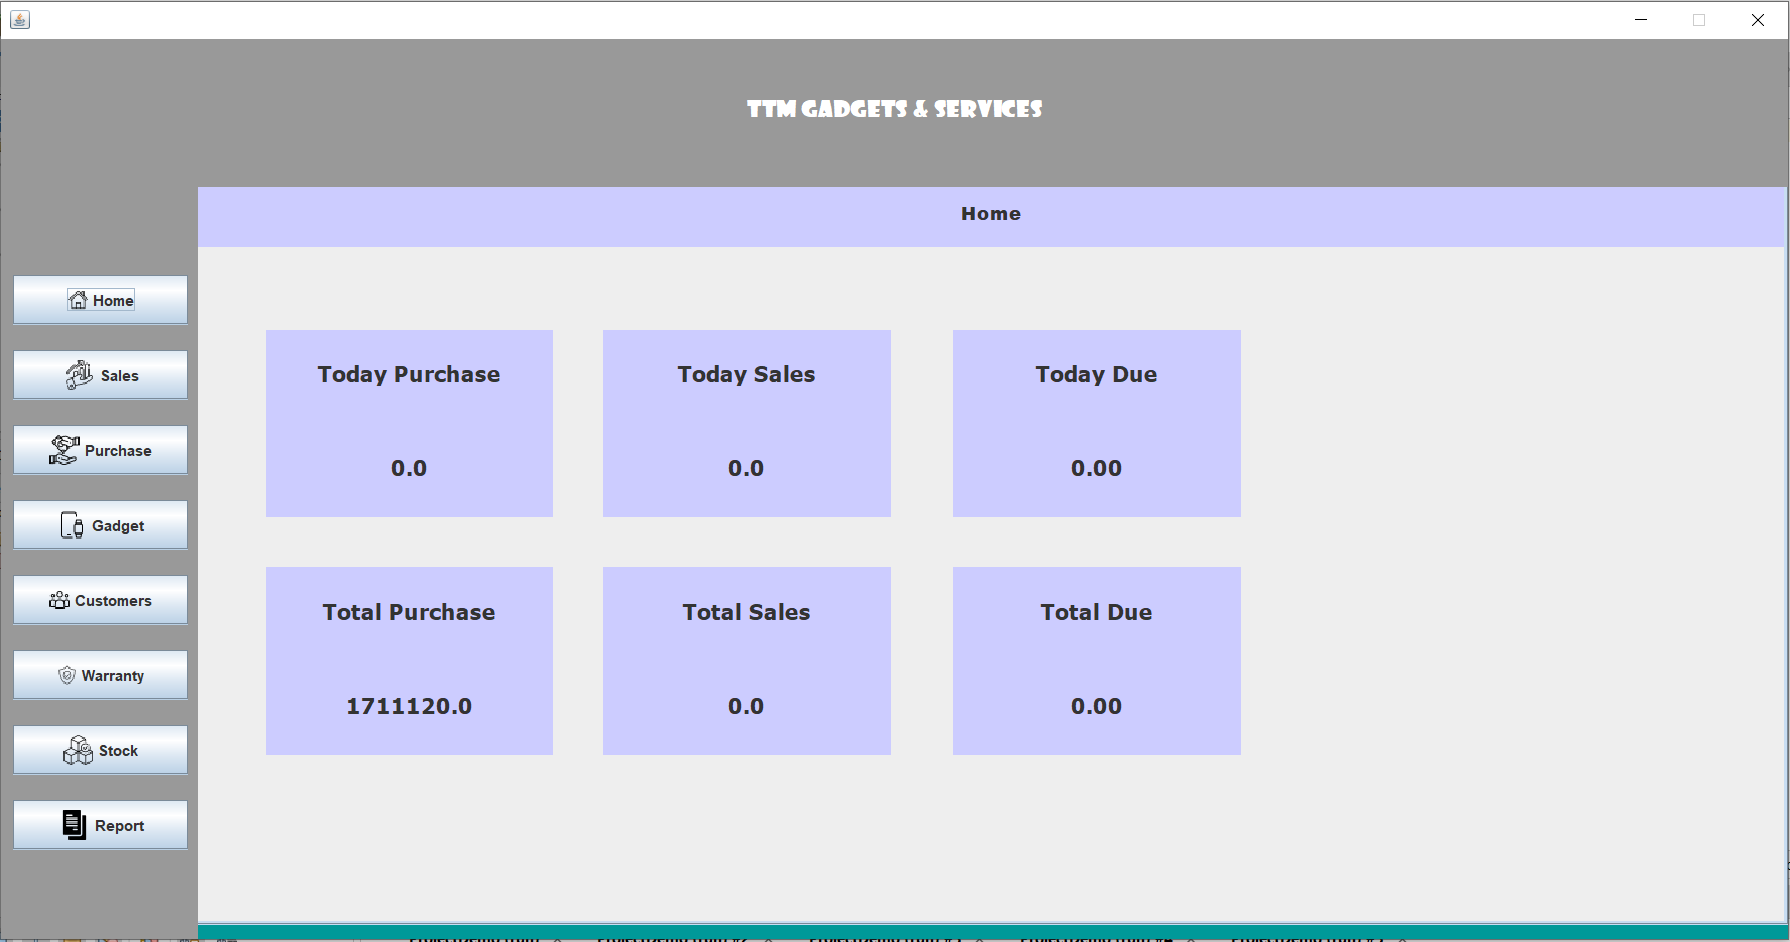 TTM GADGETS & SERVICES
Home
Home
Sales
Purchase
Gadget
Customers
Warranty
Stock
Report
Today Purchase
0.0
Today Sales
0.0
Today Due
0.00
Total Purchase
1711120.0
Total Sales
0.0
Total Due
0.00